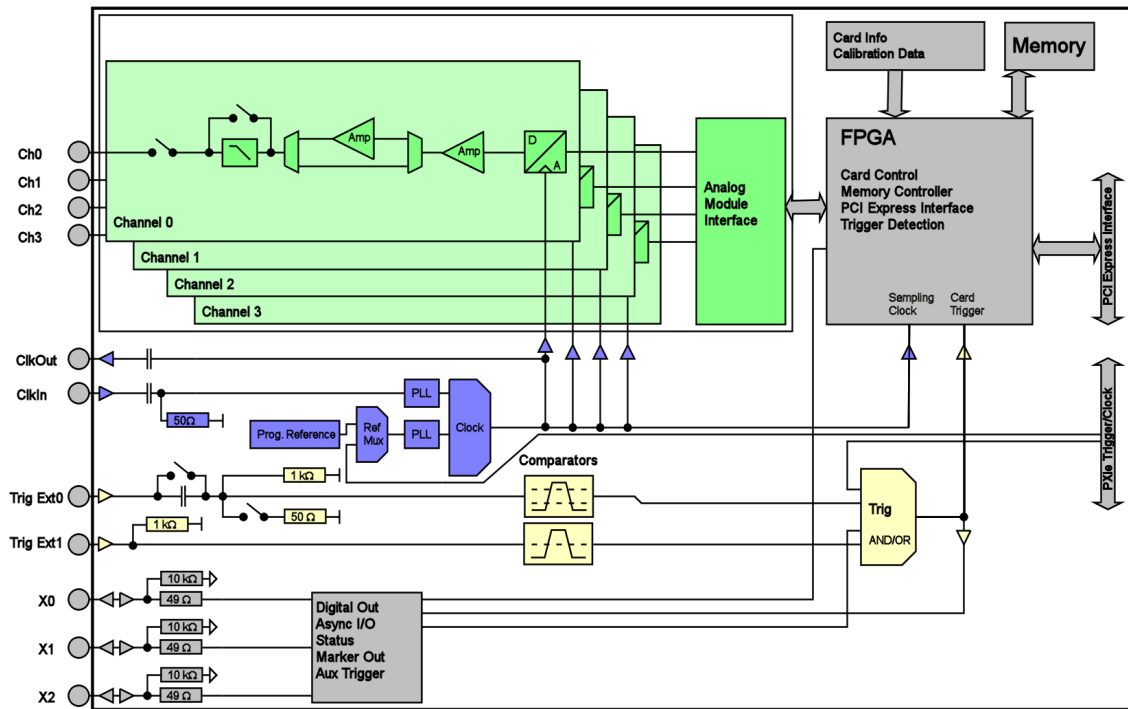 Card Info
Calibration Data
Memory
Ch0
Ch1
Ch2
Ch3
Amp
Amp
D
A
Channel 0
Channel 1
Channel 2
Channel 3
Analog
Module
Interface
FPGA
Card Control
Memory Controller
PCI Express Interface
Trigger Detection
Sampling
Clock
Card
Trigger
PCI Express Interface
ClkOut
ClkIn
50Ω
PLL
Prog. Reference
Ref
Mux
PLL
Clock
PXIe Trigger/Clock
Trig Ext0
1 kΩ
50 Ω
Comparators
Trig
AND/OR
Trig Ext1
1 kΩ
X0
10 kΩ
49 Ω
X1
10 kΩ
49 Ω
X2
10 kΩ
49 Ω
Digital Out
Async I/O
Status
Marker Out
Aux Trigger